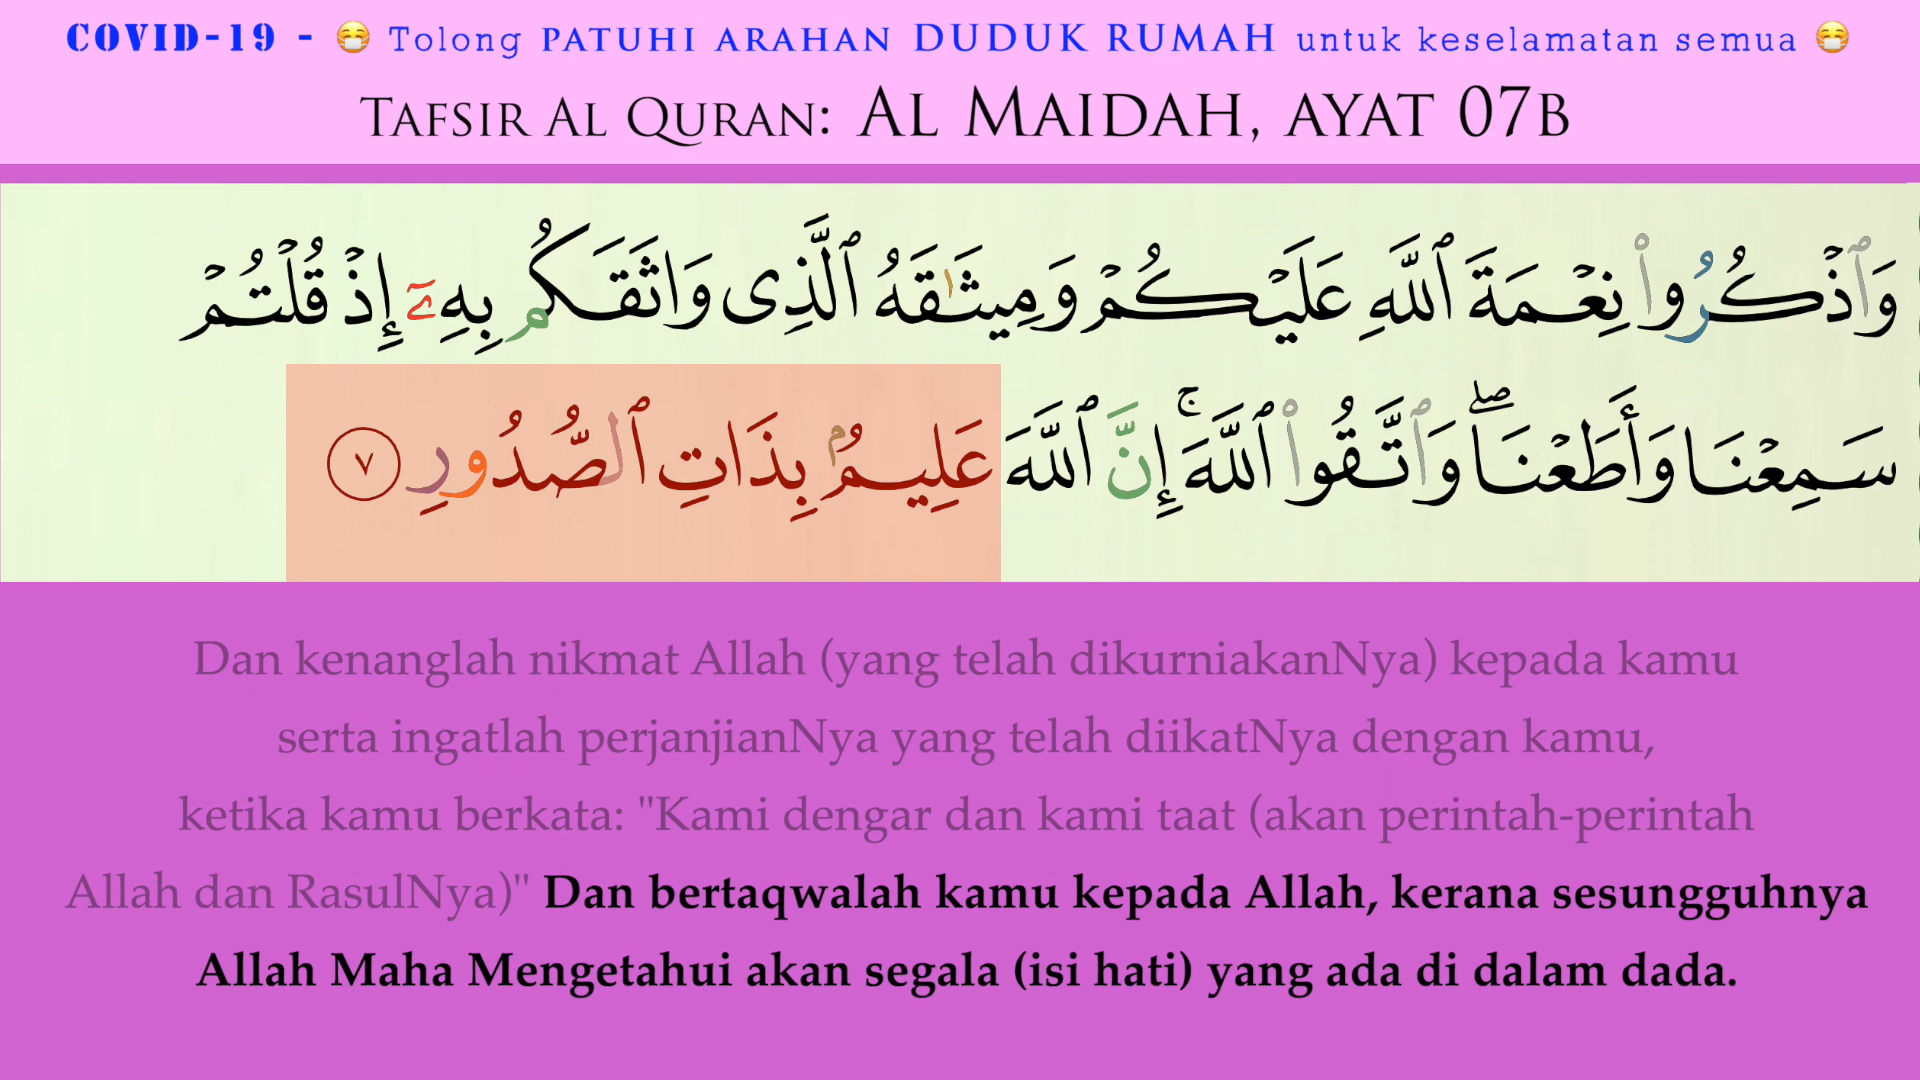 COVID-19 - 😷 Tolong PATUHI ARAHAN DUDUK RUMAH untuk keselamatan semua 😷
Tafsir Al Quran: Al Maidah, ayat 07b
وَٱذۡكُرُواْ نِعۡمَةَ ٱللَّهِ عَلَيۡكُمۡ وَمِيثَٰقَهُ ٱلَّذِى وَاثَقَكُم بِهِۦٓ إِذۡ قُلۡتُمۡ
سَمِعۡنَا وَأَطَعۡنَاۖ وَٱتَّقُواْ ٱللَّهَۚ إِنَّ ٱللَّهَ عَلِيمُۢ بِذَاتِ ٱلصُّدُورِ ٧
Dan kenanglah nikmat Allah (yang telah dikurniakanNya) kepada kamu
serta ingatlah perjanjianNya yang telah diikatNya dengan kamu,
ketika kamu berkata: "Kami dengar dan kami taat (akan perintah-perintah
Allah dan RasulNya)" Dan bertaqwalah kamu kepada Allah, kerana sesungguhnya
Allah Maha Mengetahui akan segala (isi hati) yang ada di dalam dada.